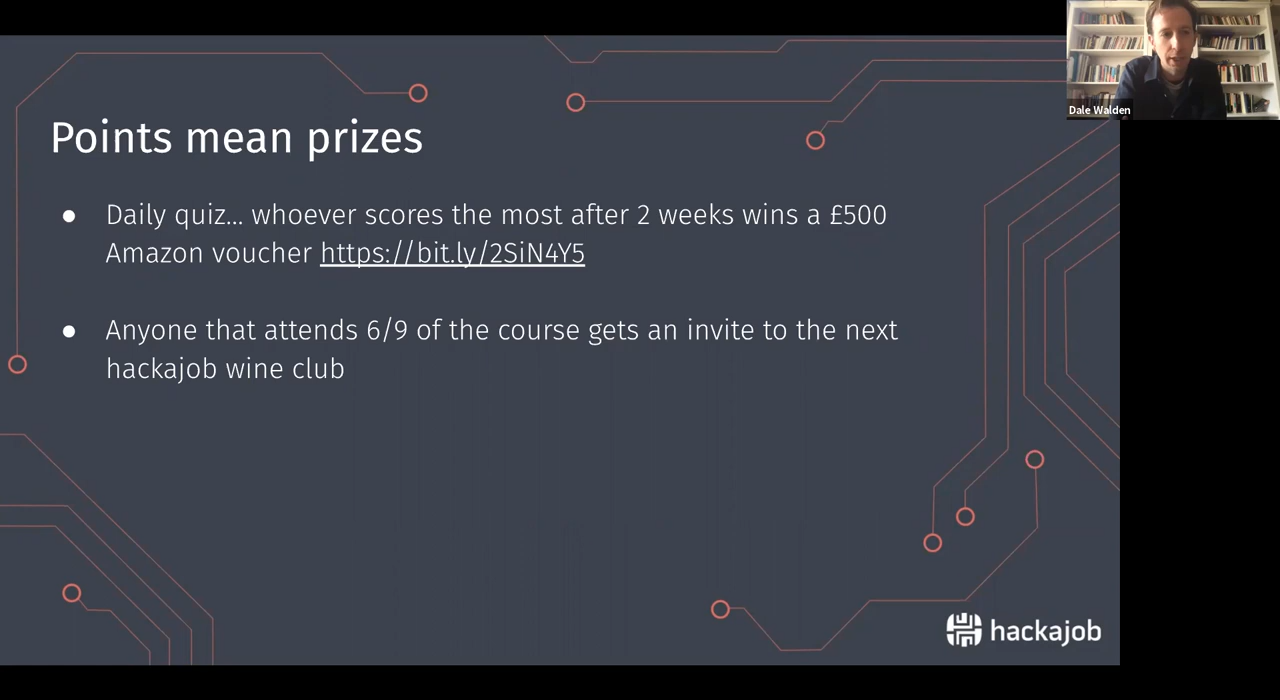 Dale Walden
Points mean prizes
● Daily quiz... whoever scores the most after 2 weeks wins a £500
Amazon voucher https://bit.ly/2SiN4Y5
● Anyone that attends 6/9 of the course gets an invite to the next
hackajob wine club
hackajob